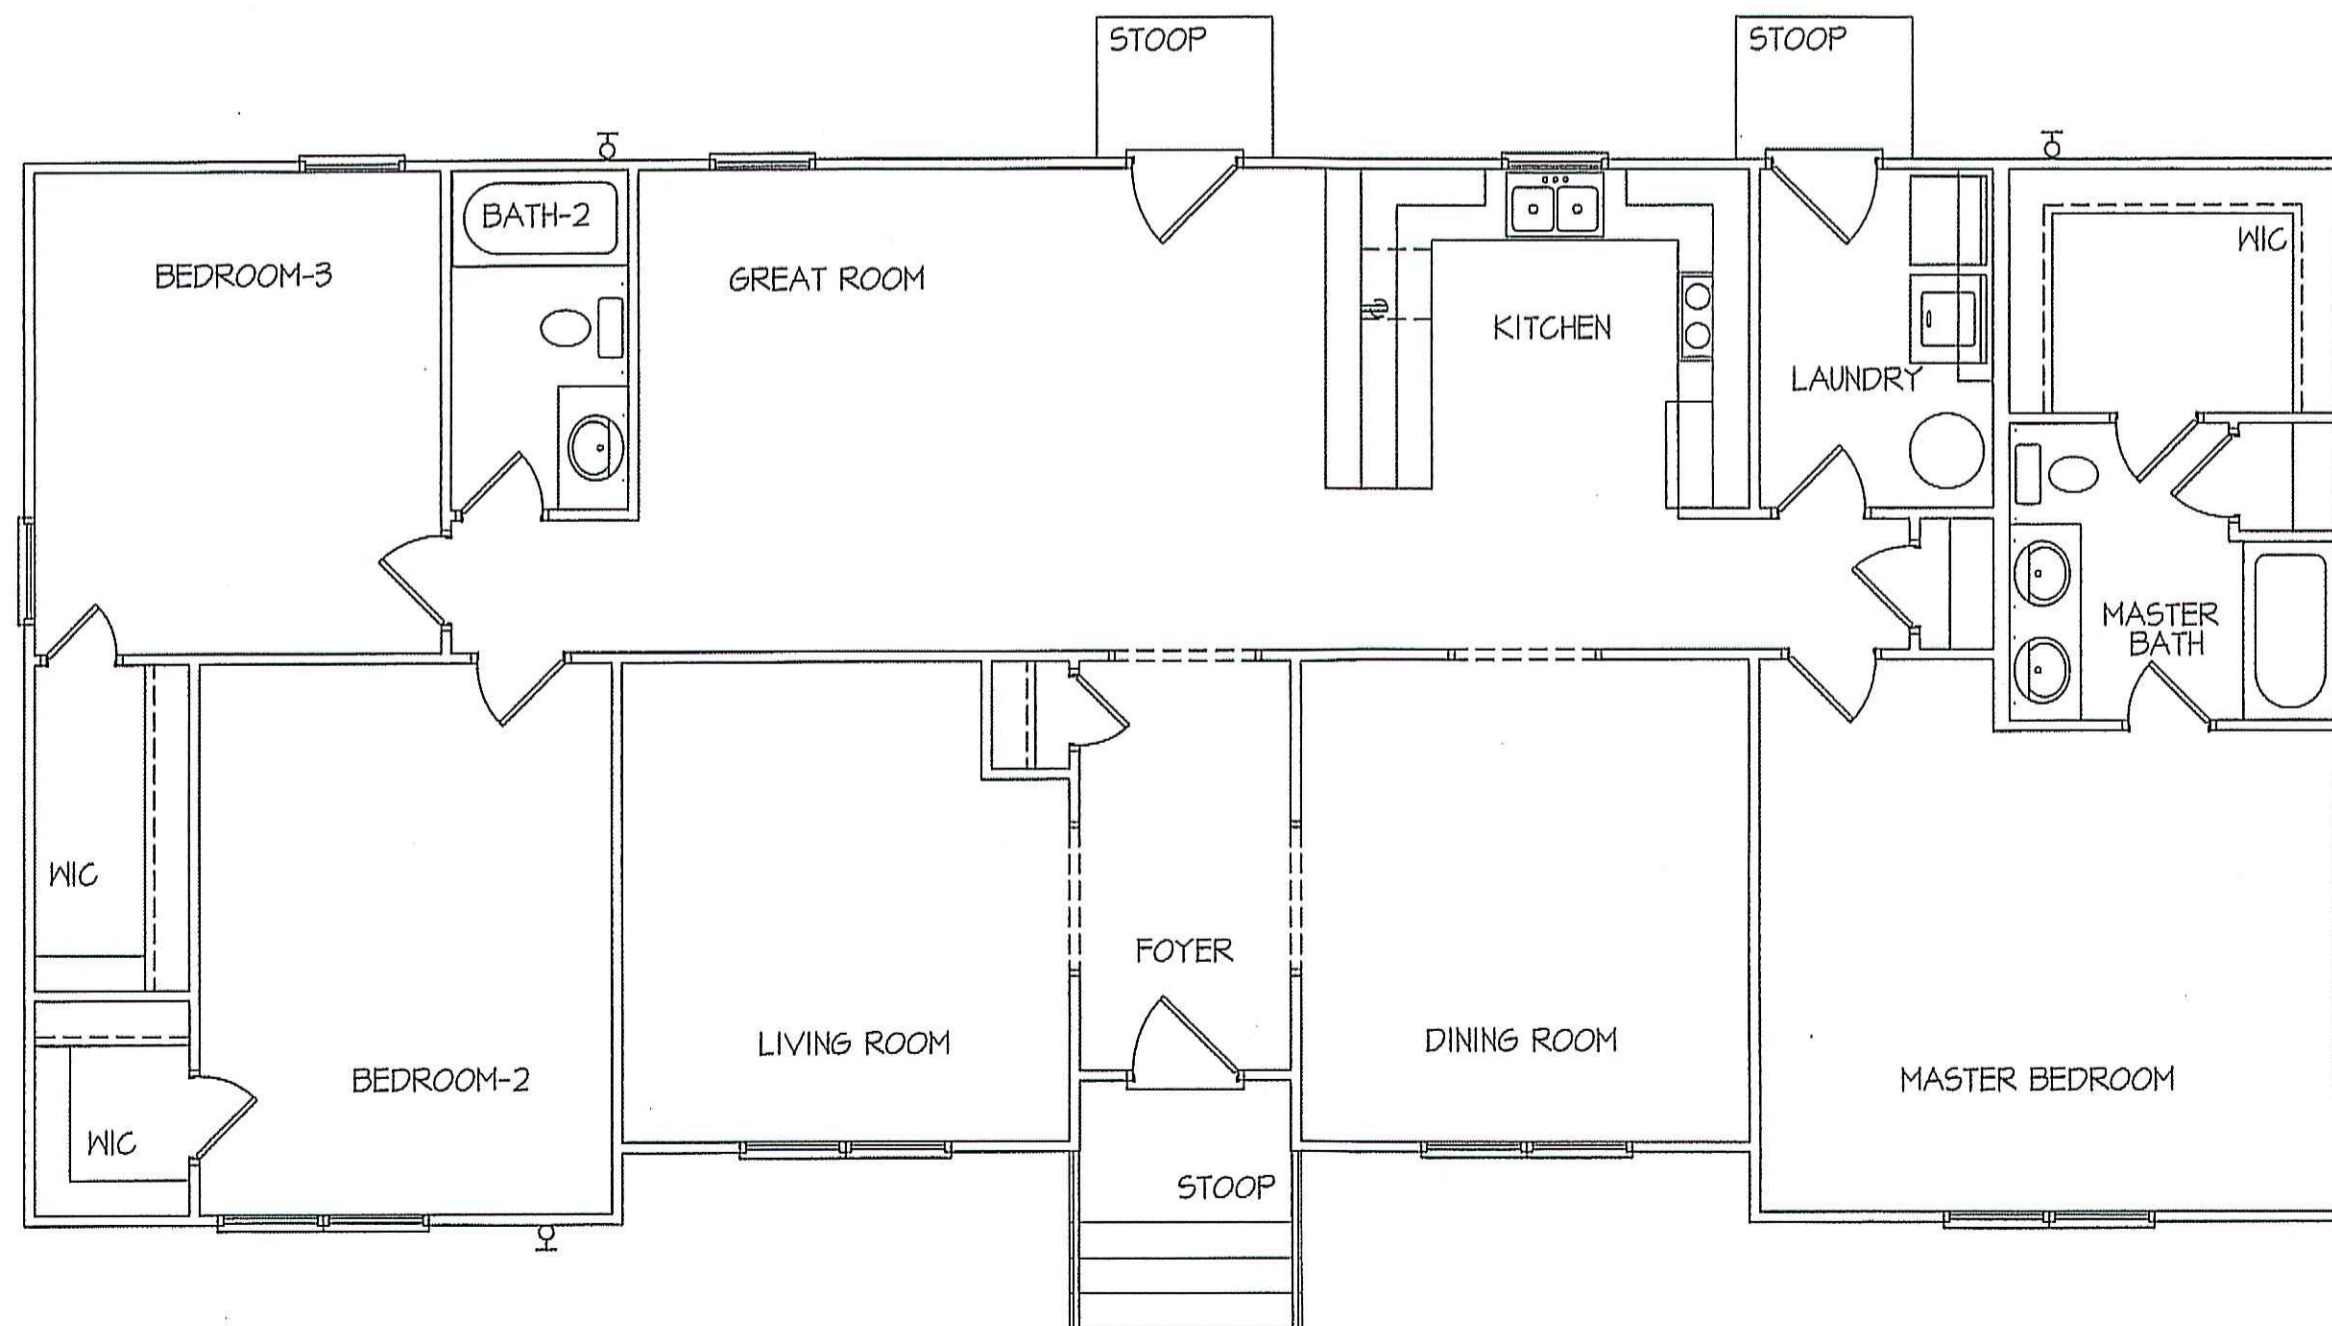 STOOP
STOOP
BATH-2
WIC
BEDROOM-3
GREAT ROOM
KITCHEN
LAUNDRY
MASTER
BATH
WIC
FOYER
LIVING ROOM
DINING ROOM
BEDROOM-2
MASTER BEDROOM
WIC
STOOP